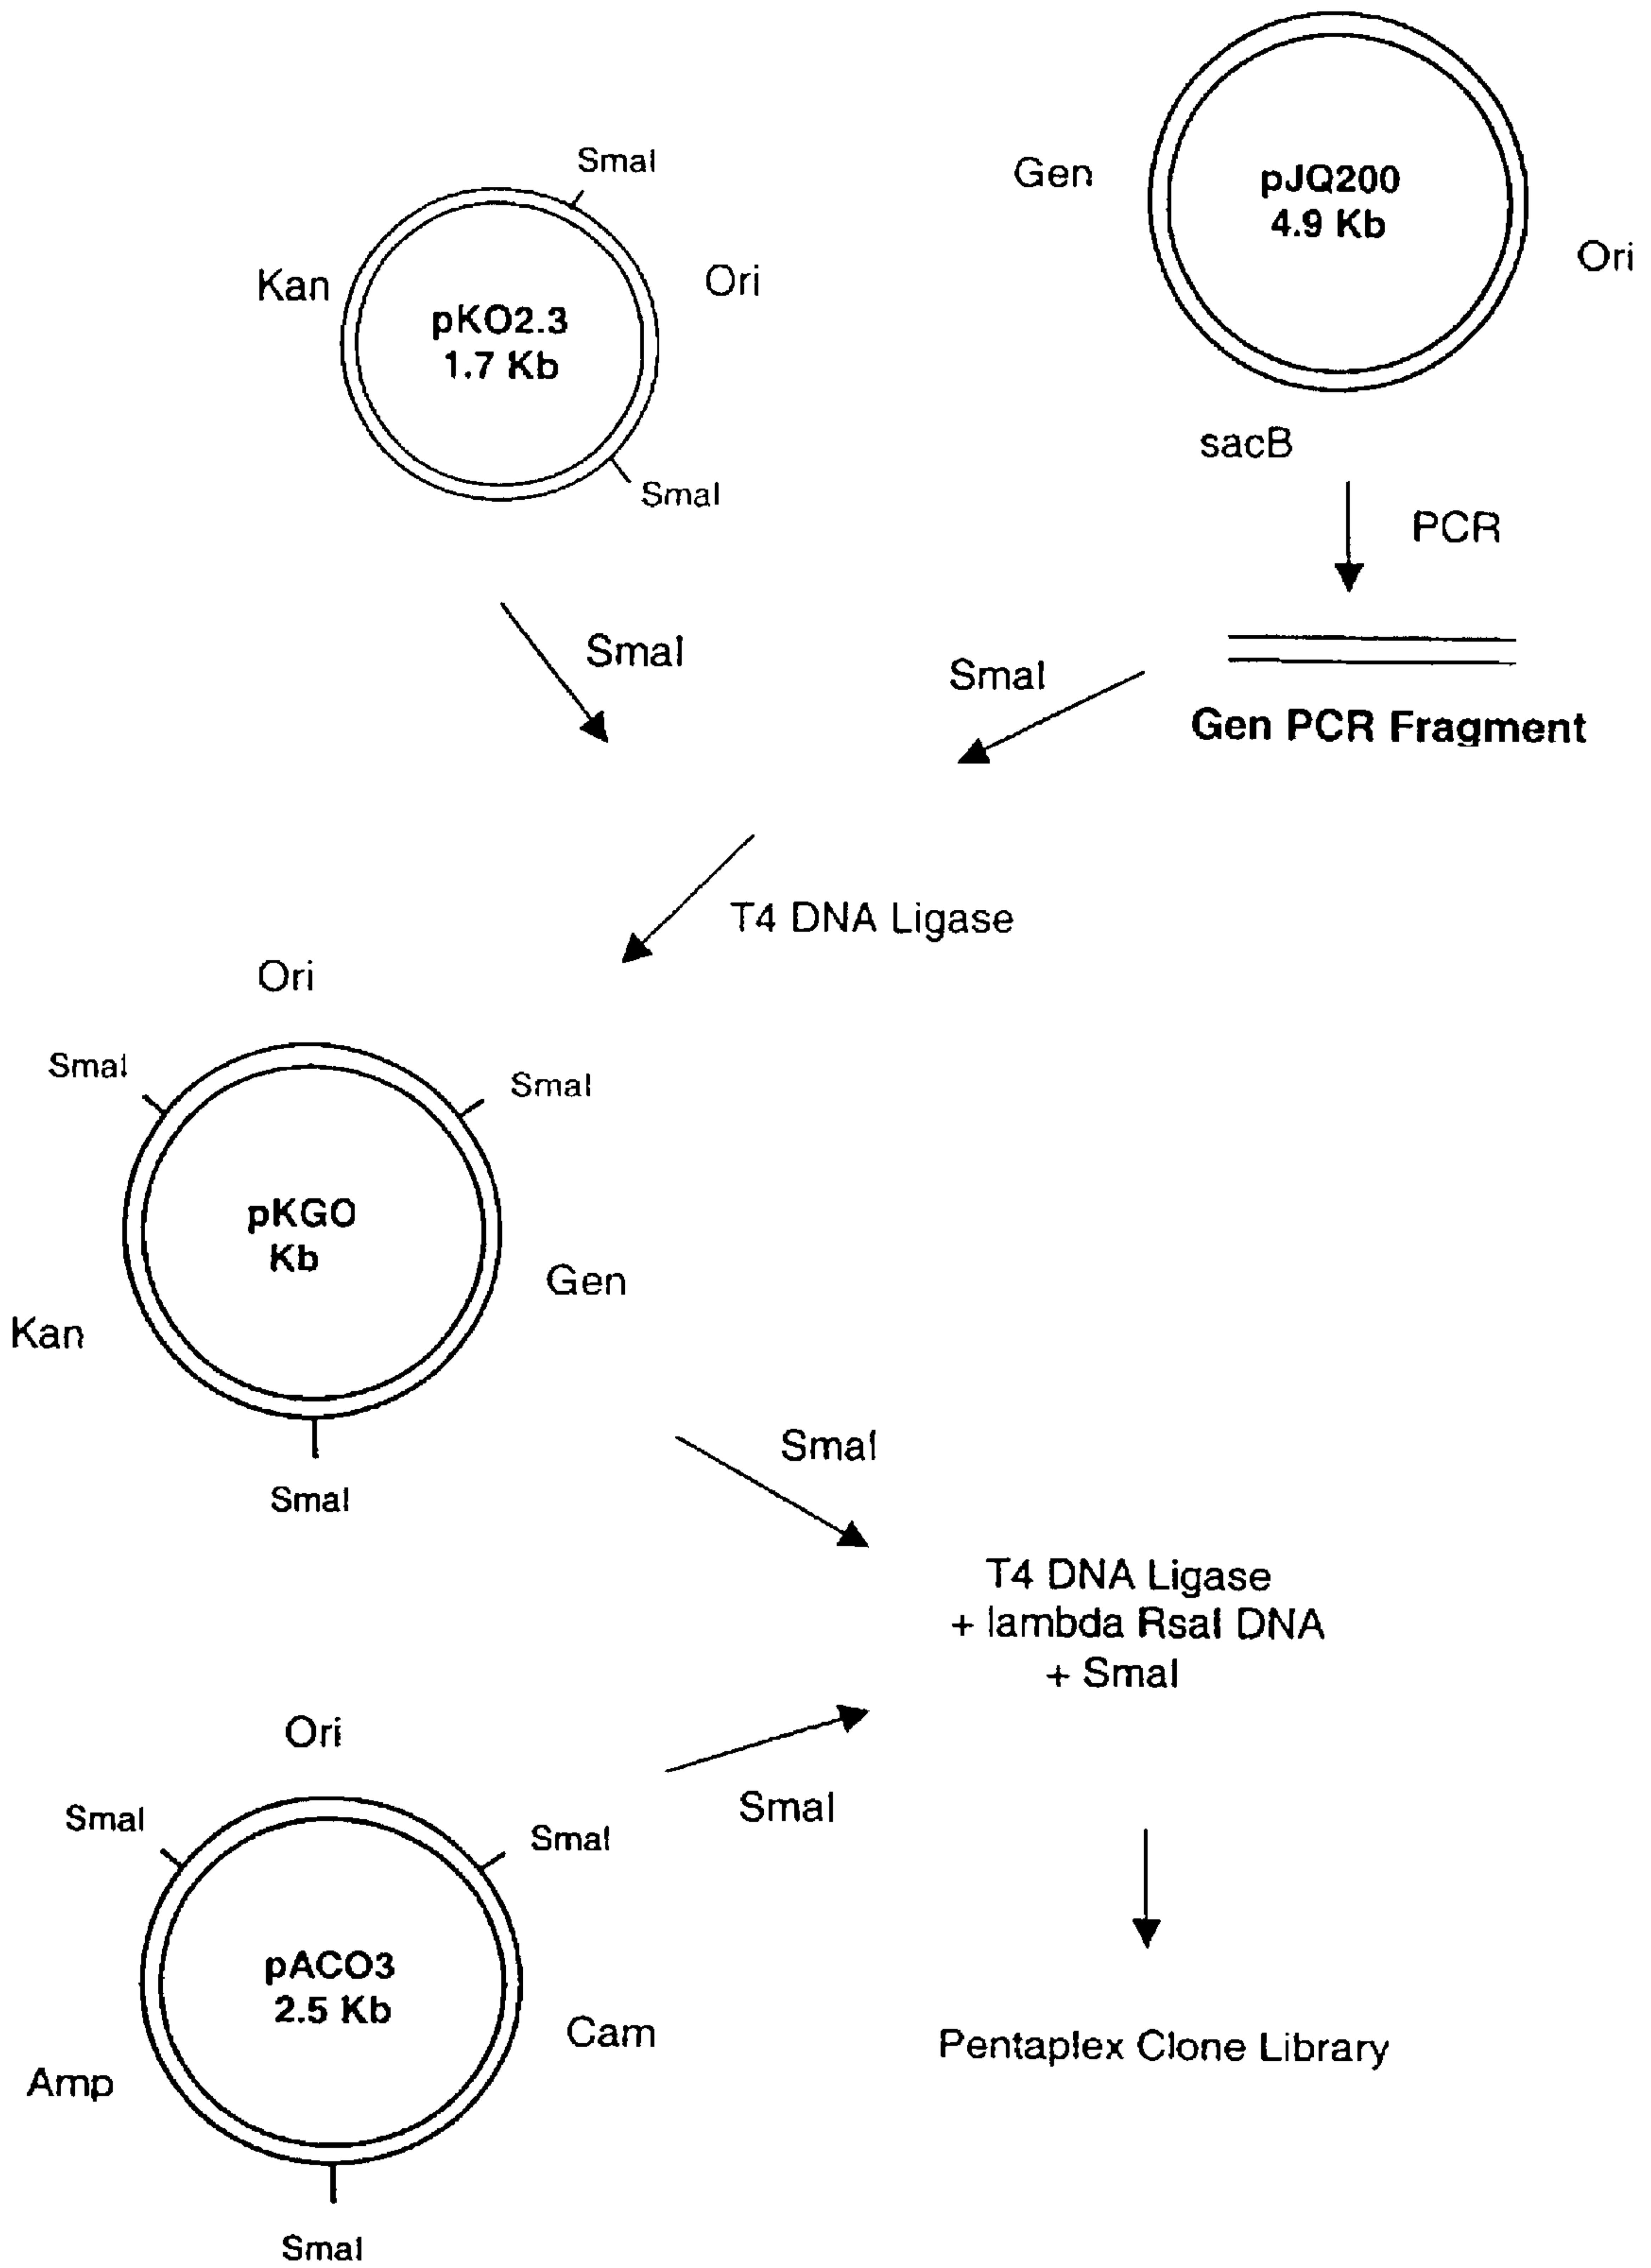 SmaI
Kan
Ori
pKO2.3
1.7 Kb
SmaI
Gen
pJQ200
4.9 Kb
Ori
sacB
PCR
SmaI
SmaI
Gen PCR Fragment
T4 DNA Ligase
Ori
SmaI
SmaI
pKGO
Kb
Gen
Kan
SmaI
SmaI
T4 DNA Ligase
+ lambda RsaI DNA
+ SmaI
Ori
SmaI
SmaI
SmaI
pACO3
2.5 Kb
Cam
Amp
SmaI
Pentaplex Clone Library